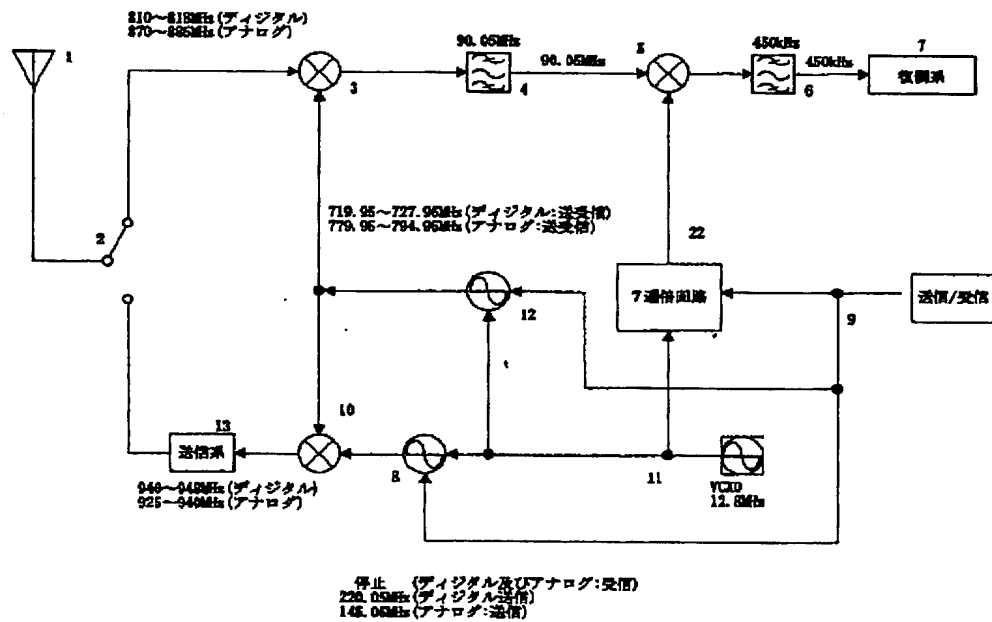 810～818MHz(ディジタル)
870～885MHz(アナログ)
1
2
3
90.05MHz
4
90.05MHz
5
450kHz
6
450kHz
7
復調系
719.95～727.95MHz(ディジタル:送受信)
779.95～794.95MHz(アナログ:送受信)
22
7逓倍回路
9
送信/受信
12
10
13
送信系
8
11
VCXO
12.8MHz
940～948MHz(ディジタル)
925～940MHz(アナログ)
停止 (ディジタル及びアナログ:受信)
220.05MHz(ディジタル送信)
145.05MHz(アナログ:送信)